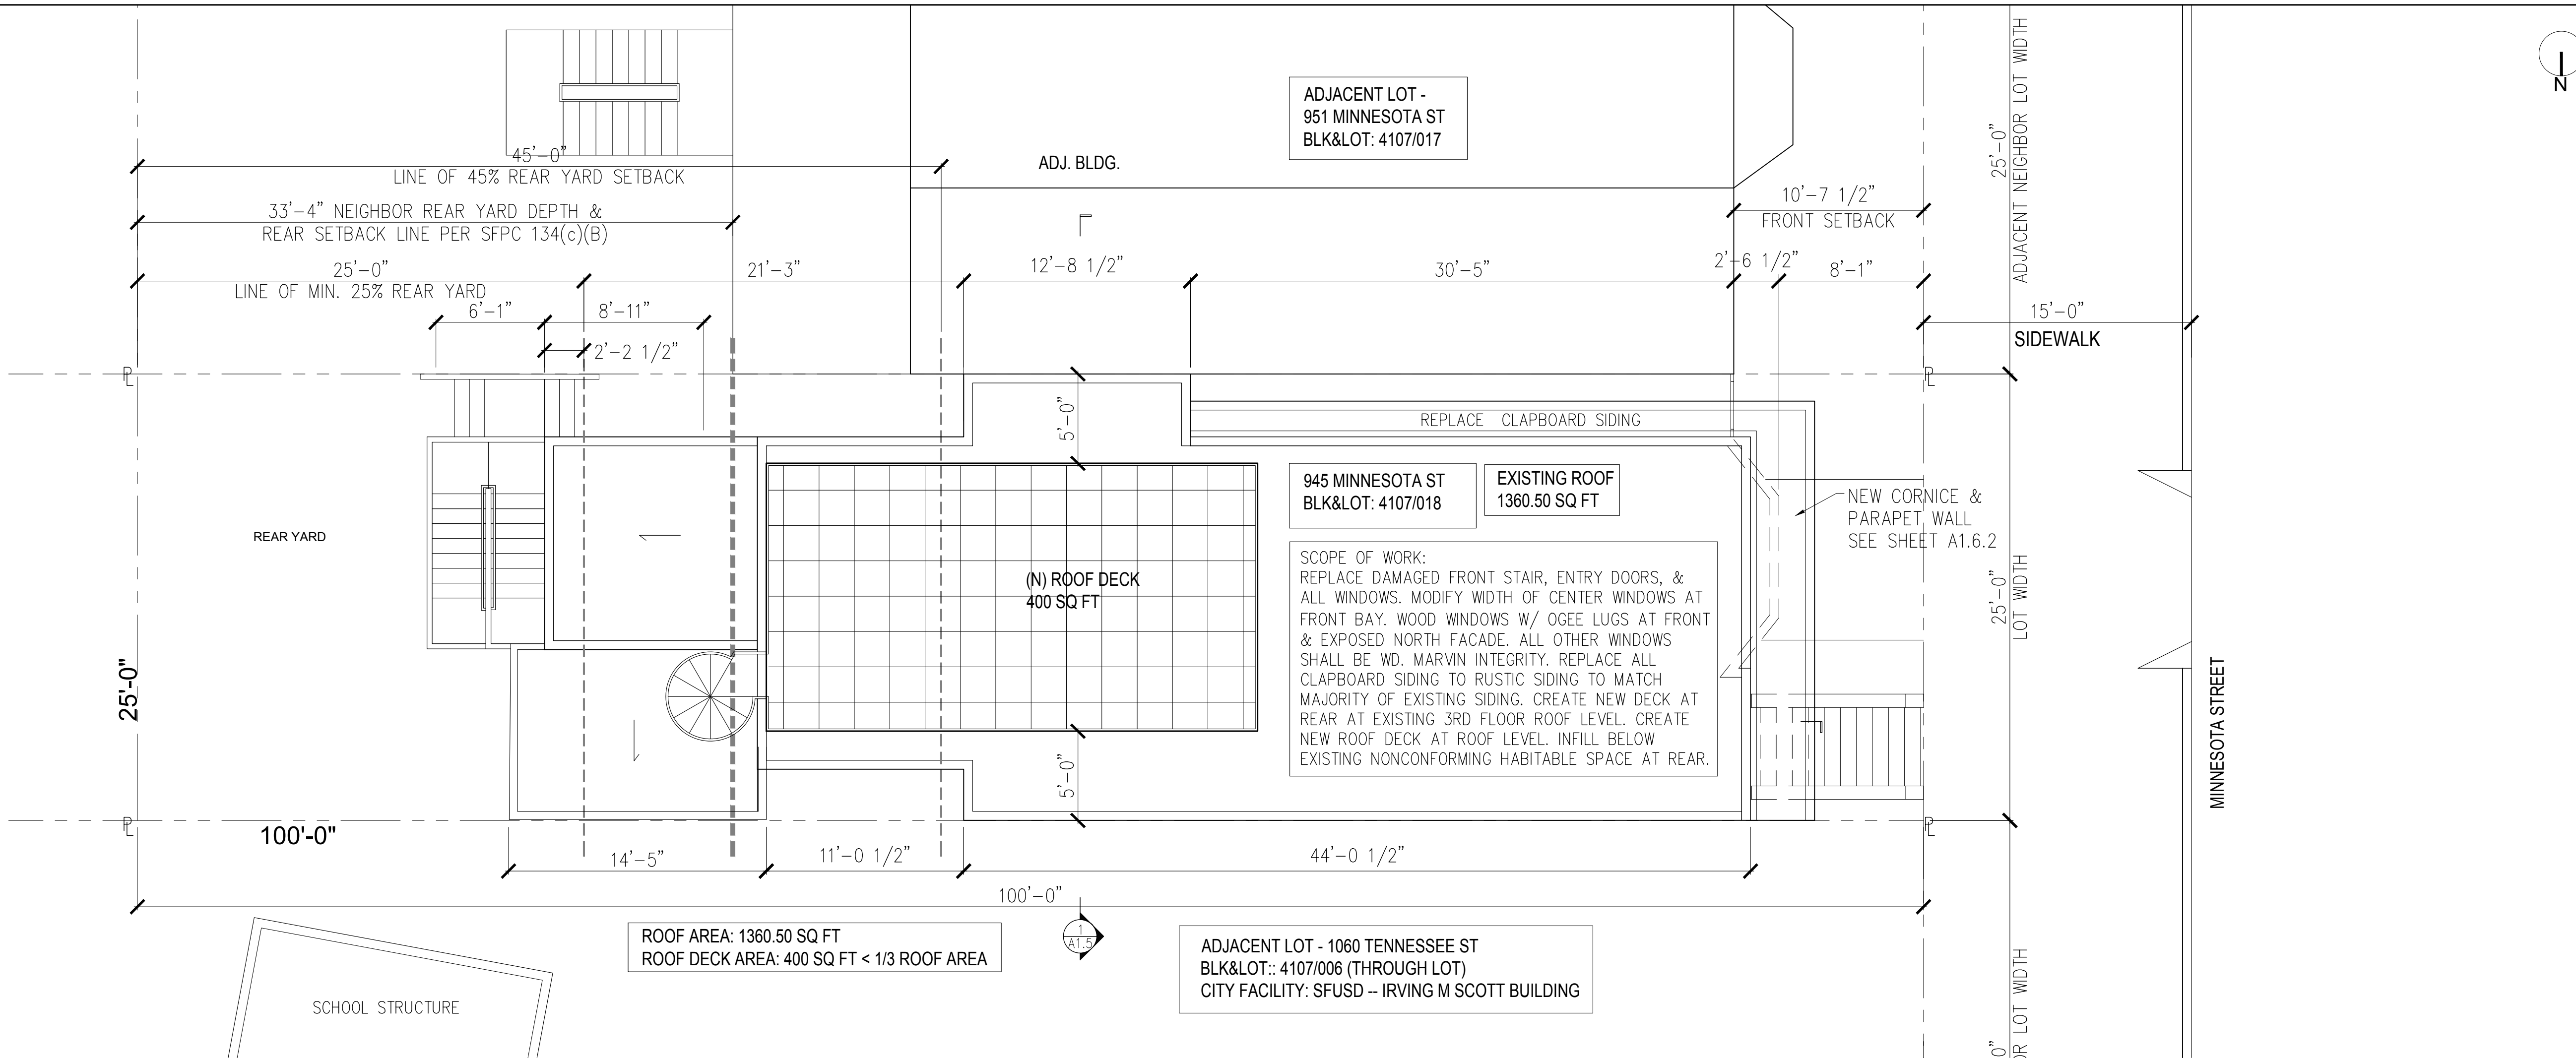 N
ADJACENT LOT -
951 MINNESOTA ST
BLK&LOT: 4107/017
ADJ. BLDG.
45'-0"
LINE OF 45% REAR YARD SETBACK
33'-4" NEIGHBOR REAR YARD DEPTH &
REAR SETBACK LINE PER SFPC 134(c)(B)
10'-7 1/2"
FRONT SETBACK
25'-0"
ADJACENT NEIGHBOR LOT WIDTH
25'-0"
LINE OF MIN. 25% REAR YARD
21'-3"
12'-8 1/2"
30'-5"
2'-6 1/2"
8'-1"
6'-1"
8'-11"
2'-2 1/2"
15'-0"
SIDEWALK
PL
PL
5'-0"
REPLACE CLAPBOARD SIDING
945 MINNESOTA ST
BLK&LOT: 4107/018
EXISTING ROOF
1360.50 SQ FT
NEW CORNICE &
PARAPET WALL
SEE SHEET A1.6.2
REAR YARD
(N) ROOF DECK
400 SQ FT
SCOPE OF WORK:
REPLACE DAMAGED FRONT STAIR, ENTRY DOORS, &
ALL WINDOWS. MODIFY WIDTH OF CENTER WINDOWS AT
FRONT BAY. WOOD WINDOWS W/ OGEE LUGS AT FRONT
& EXPOSED NORTH FACADE. ALL OTHER WINDOWS
SHALL BE WD. MARVIN INTEGRITY. REPLACE ALL
CLAPBOARD SIDING TO RUSTIC SIDING TO MATCH
MAJORITY OF EXISTING SIDING. CREATE NEW DECK AT
REAR AT EXISTING 3RD FLOOR ROOF LEVEL. CREATE
NEW ROOF DECK AT ROOF LEVEL. INFILL BELOW
EXISTING NONCONFORMING HABITABLE SPACE AT REAR.
25'-0"
LOT WIDTH
MINNESOTA STREET
25'-0"
5'-0"
PL
PL
100'-0"
14'-5"
11'-0 1/2"
44'-0 1/2"
100'-0"
ROOF AREA: 1360.50 SQ FT
ROOF DECK AREA: 400 SQ FT < 1/3 ROOF AREA
1
A1.5
ADJACENT LOT - 1060 TENNESSEE ST
BLK&LOT:: 4107/006 (THROUGH LOT)
CITY FACILITY: SFUSD -- IRVING M SCOTT BUILDING
SCHOOL STRUCTURE
0"
OR LOT WIDTH